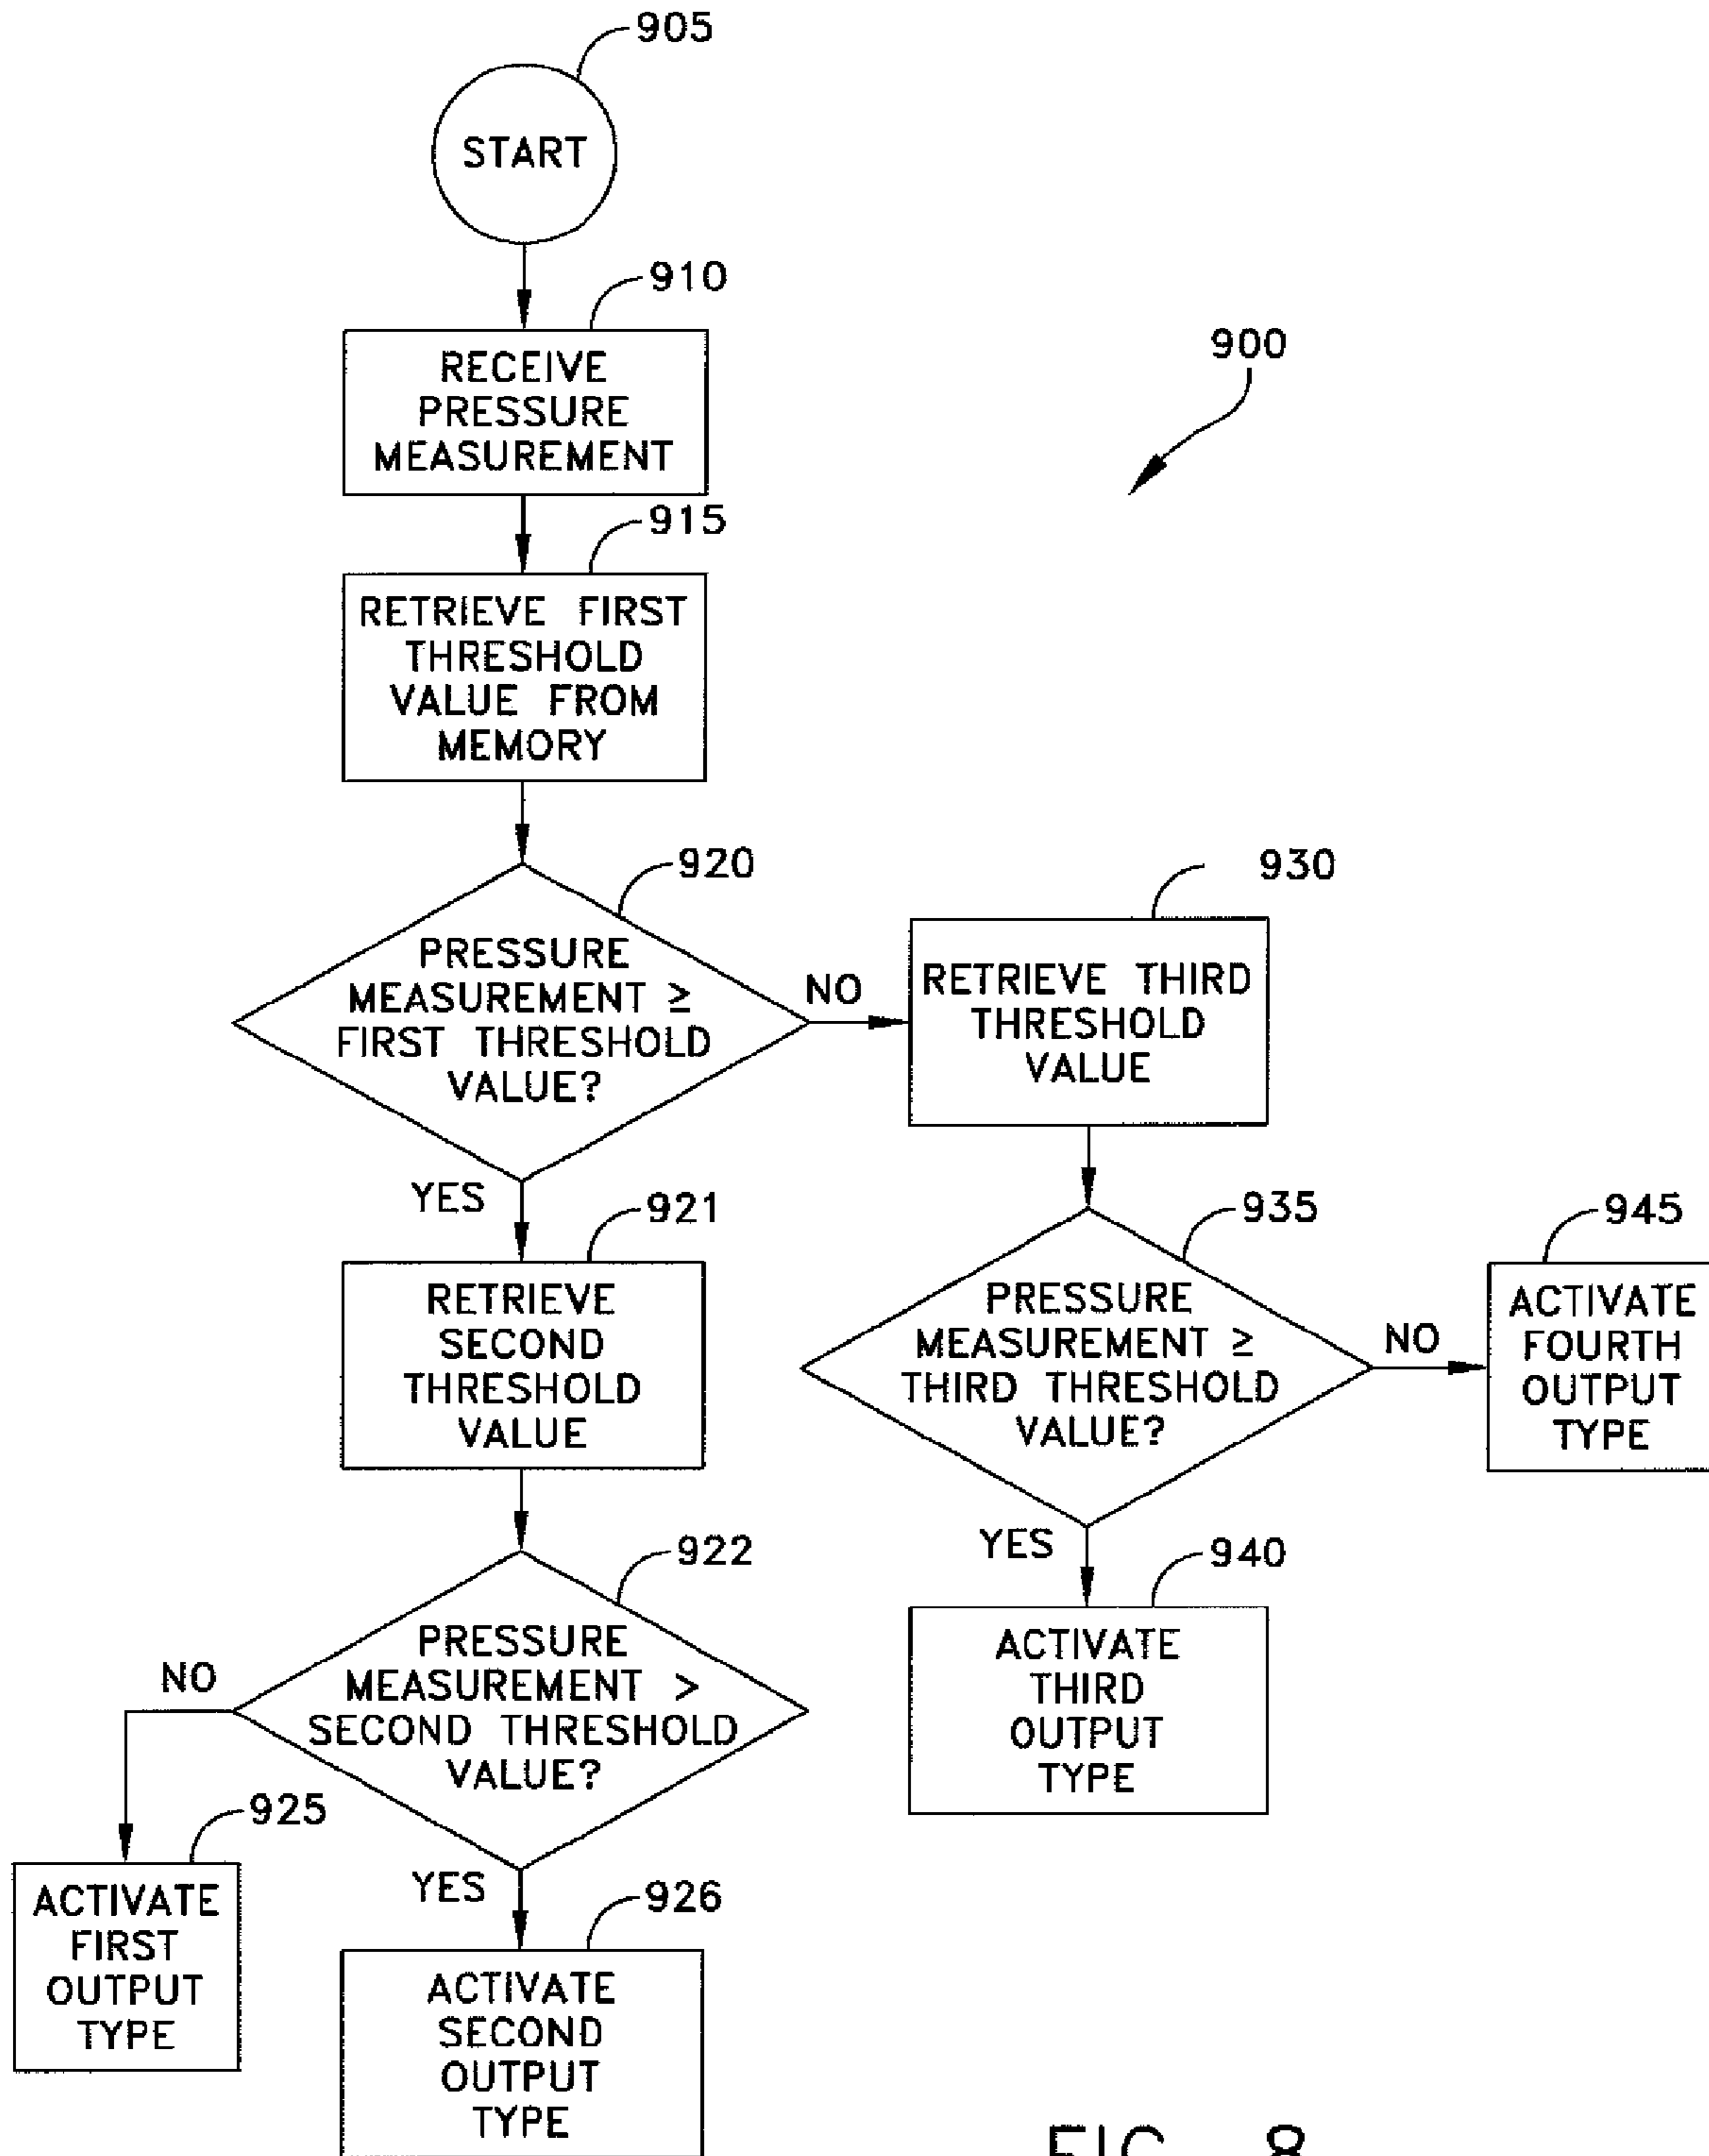 905
START
910
RECEIVE
PRESSURE
MEASUREMENT
900
915
RETRIEVE FIRST
THRESHOLD
VALUE FROM
MEMORY
920
PRESSURE
MEASUREMENT ≥
FIRST THRESHOLD
VALUE?
NO
930
RETRIEVE THIRD
THRESHOLD
VALUE
YES
921
RETRIEVE
SECOND
THRESHOLD
VALUE
935
PRESSURE
MEASUREMENT ≥
THIRD THRESHOLD
VALUE?
NO
945
ACTIVATE
FOURTH
OUTPUT
TYPE
YES
940
ACTIVATE
THIRD
OUTPUT
TYPE
922
PRESSURE
MEASUREMENT >
SECOND THRESHOLD
VALUE?
NO
925
ACTIVATE
FIRST
OUTPUT
TYPE
YES
926
ACTIVATE
SECOND
OUTPUT
TYPE
FIG. 8